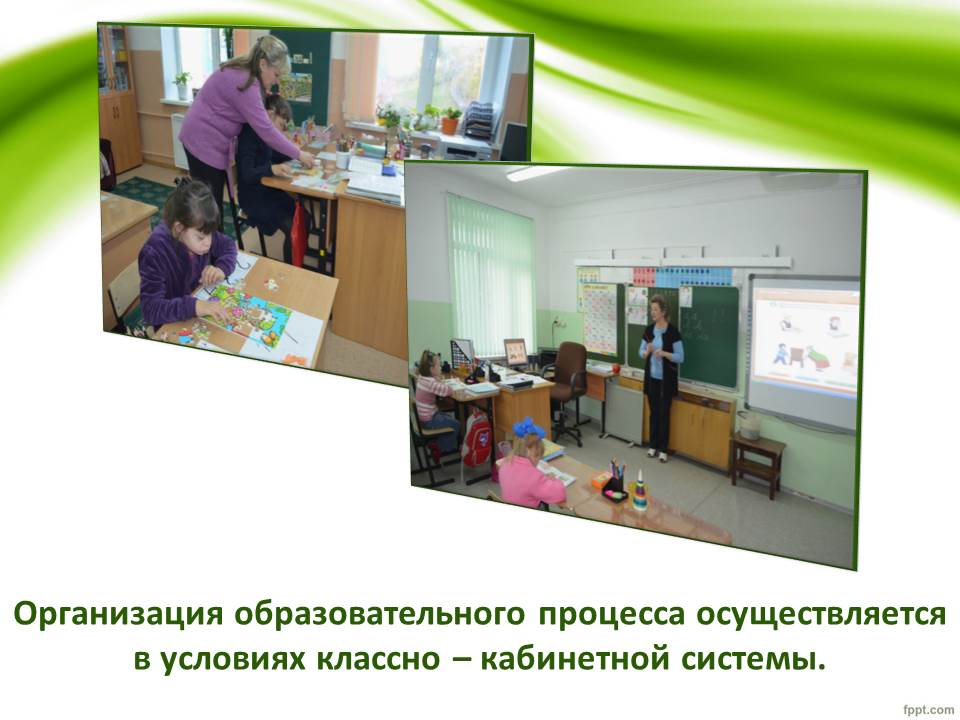 Организация образовательного процесса осуществляется
в условиях классно – кабинетной системы.
fppt.com